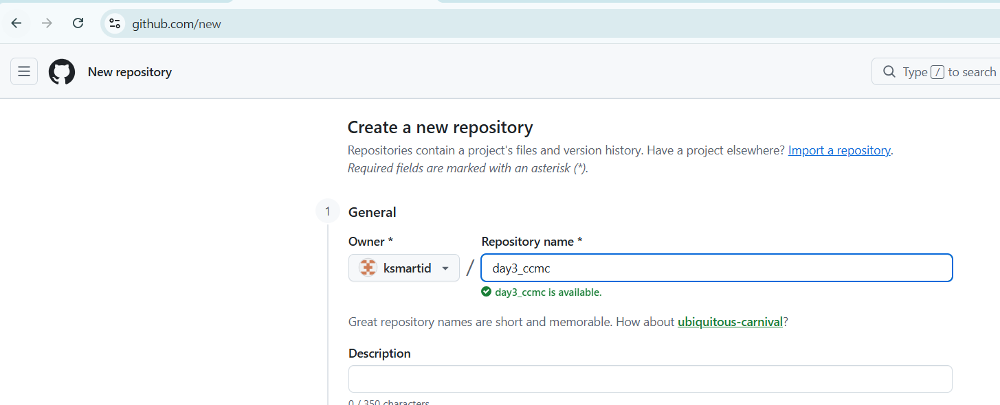 github.com/new
New repository
Type / to search
Create a new repository
Repositories contain a project's files and version history. Have a project elsewhere? Import a repository.
Required fields are marked with an asterisk (*).
1 General
Owner * Repository name *
ksmartid / day3_ccmc
day3_ccmc is available.
Great repository names are short and memorable. How about ubiquitous-carnival?
Description
0 / 350 characters